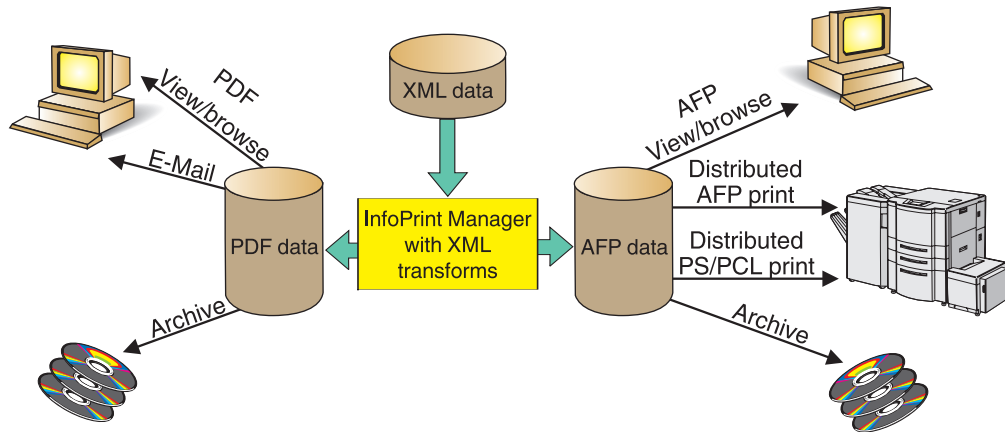 XML data
PDF
View/browse
E-Mail
PDF data
Archive
InfoPrint Manager
with XML
transforms
AFP
View/browse
Distributed
AFP print
AFP data
Distributed
PS/PCL print
Archive